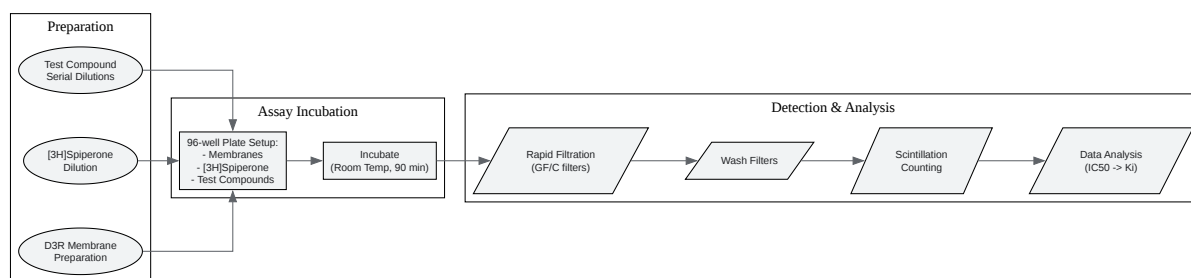 Preparation
Test Compound
Serial Dilutions
[3H]Spiperone
Dilution
D3R Membrane
Preparation
Assay Incubation
96-well Plate Setup:
- Membranes
- [3H]Spiperone
- Test Compounds
Incubate
(Room Temp, 90 min)
Detection & Analysis
Rapid Filtration
(GF/C filters)
Wash Filters
Scintillation
Counting
Data Analysis
(IC50 -> Ki)